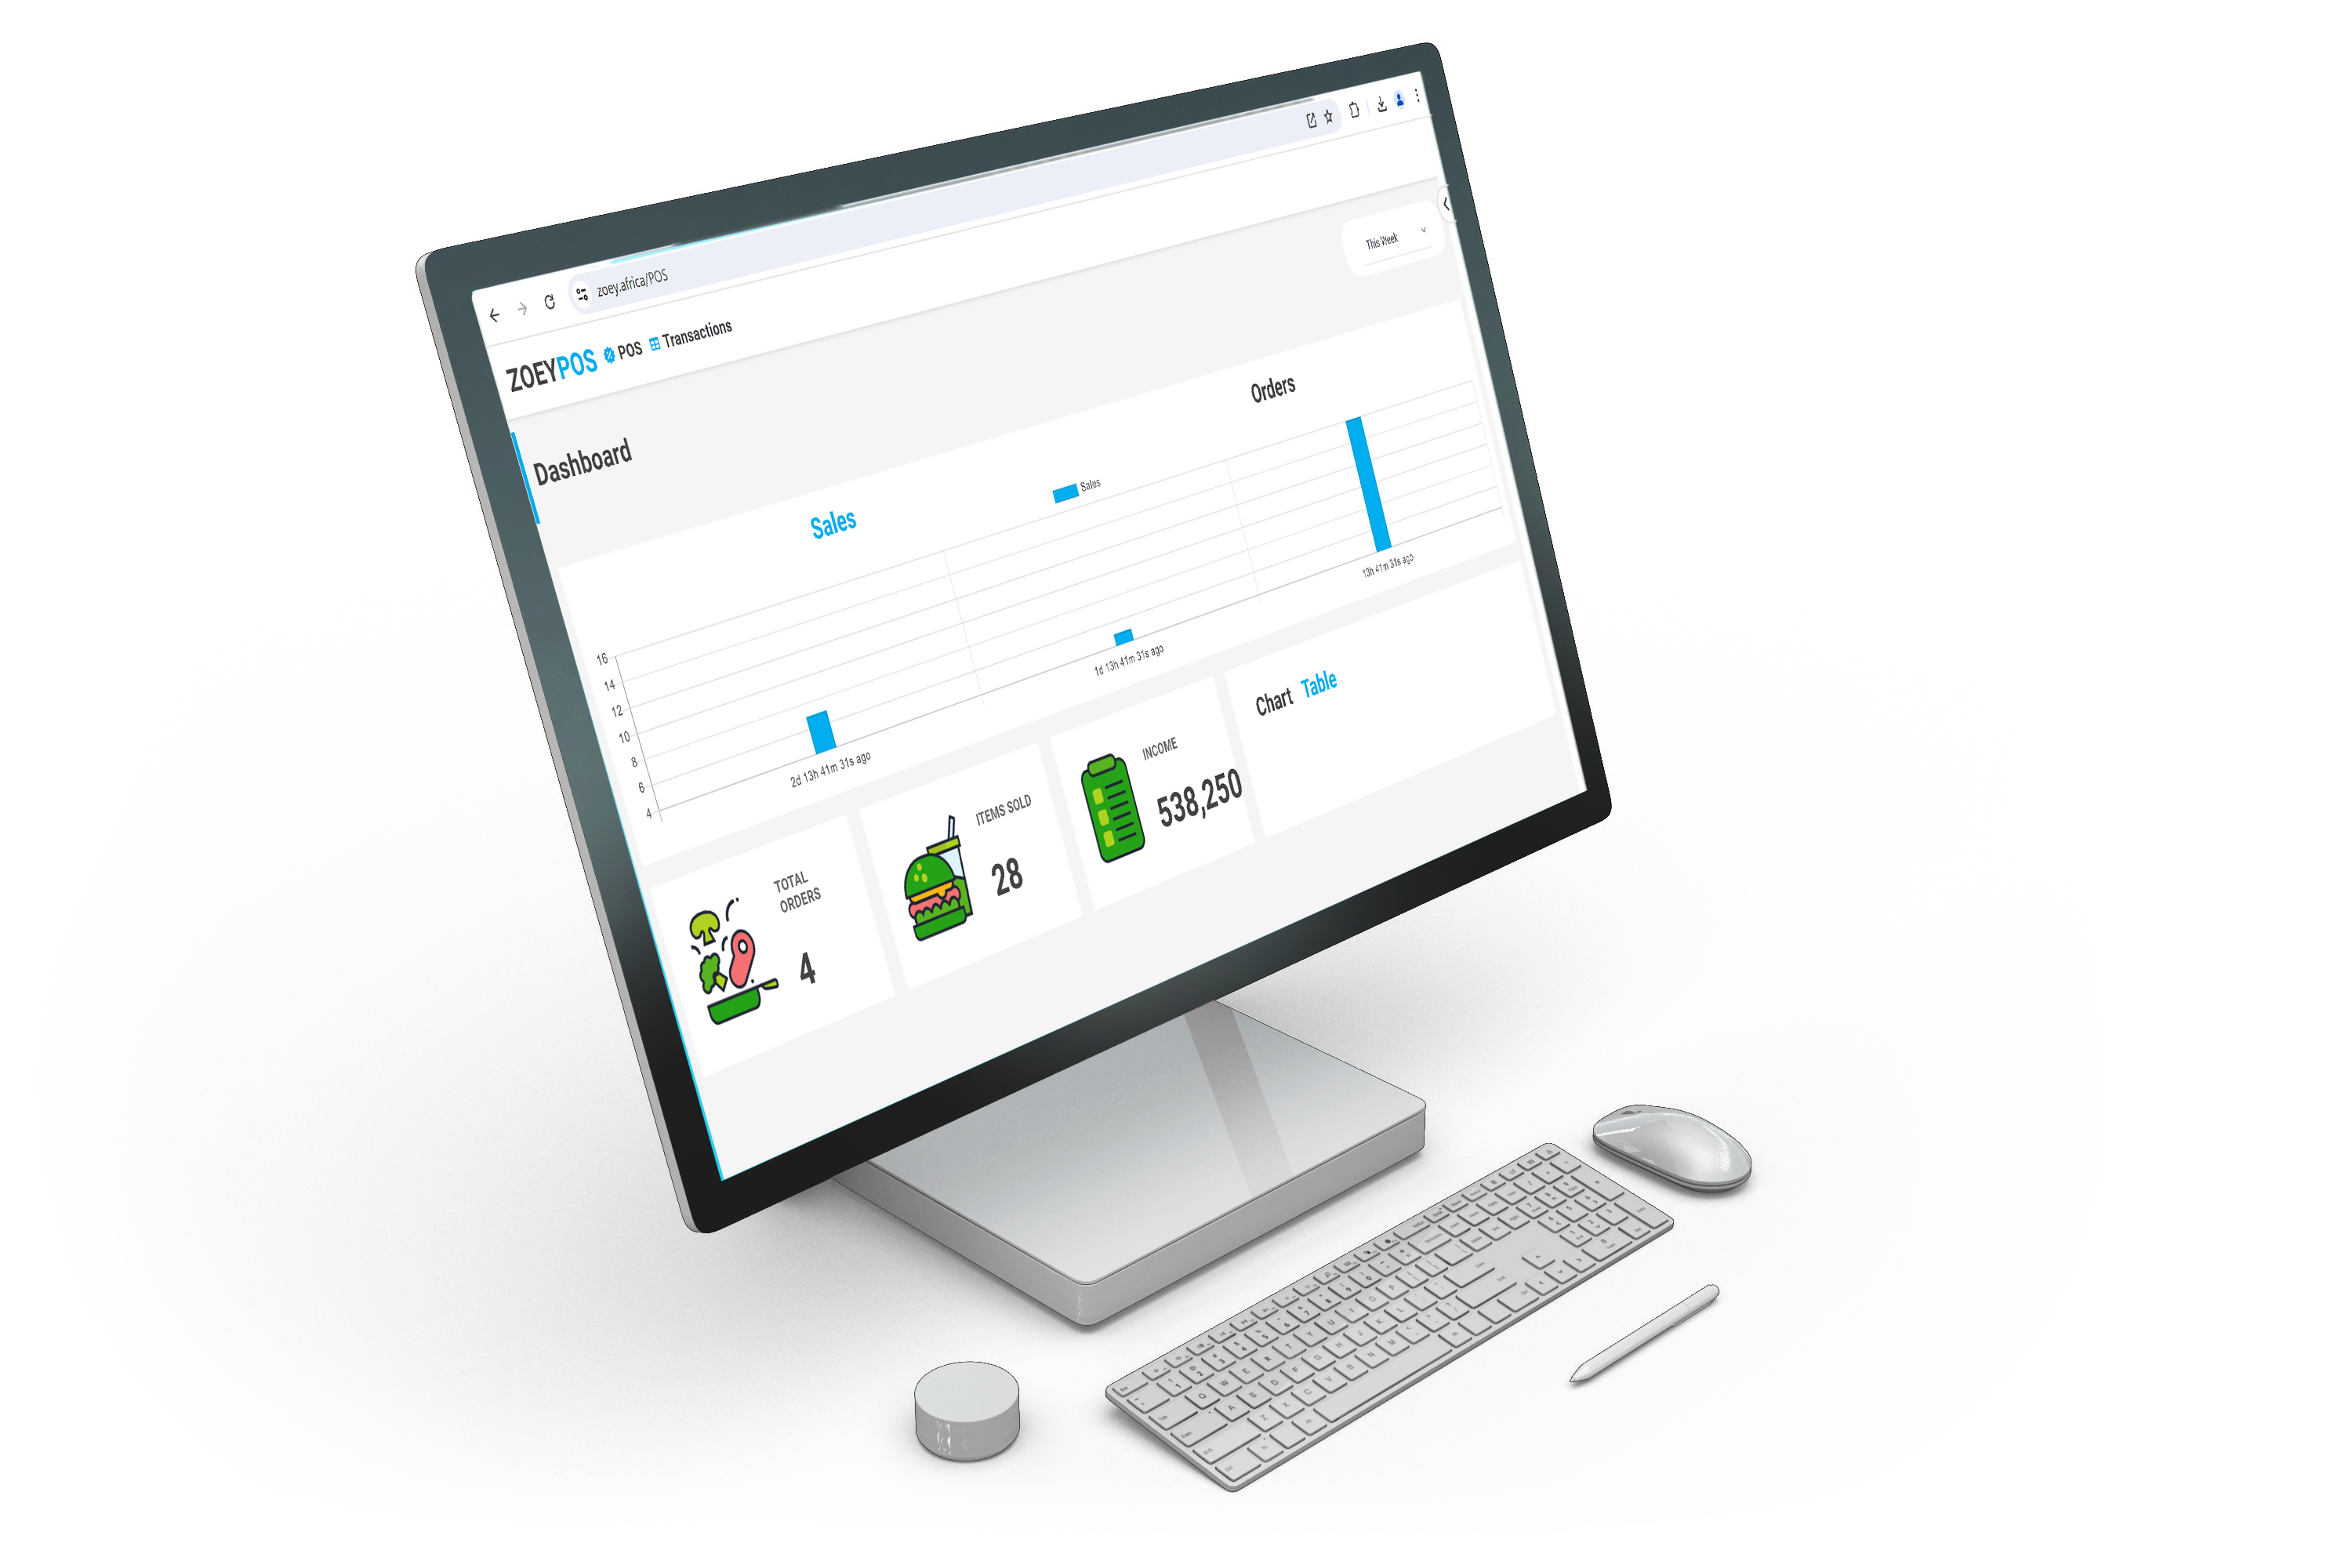 zoey.africa/POS
ZOEYPOS POS Transactions
This Week
Dashboard
Sales
Orders
Sales
16
14
12
10
8
6
4
2d 13h 41m 31s ago
1d 13h 41m 31s ago
13h 41m 31s ago
TOTAL
ORDERS
4
ITEMS SOLD
28
INCOME
538,250
Chart Table